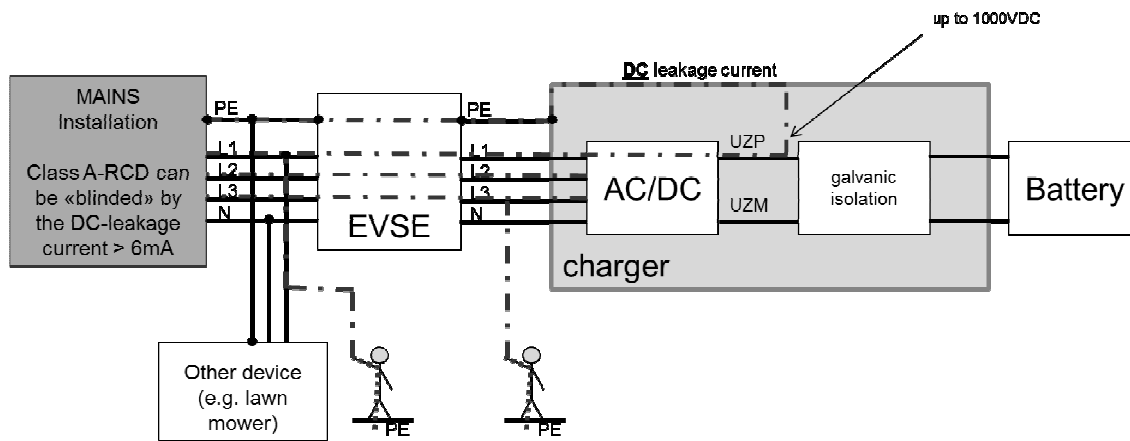 up to 1000VDC
DC leakage current
MAINS
Installation
Class A-RCD can
be «blinded» by
the DC-leakage
current > 6mA
PE
L1
L2
L3
N
EVSE
PE
L1
L2
L3
N
AC/DC
UZP
UZM
galvanic
isolation
Battery
charger
Other device
(e.g. lawn
mower)
PE
PE